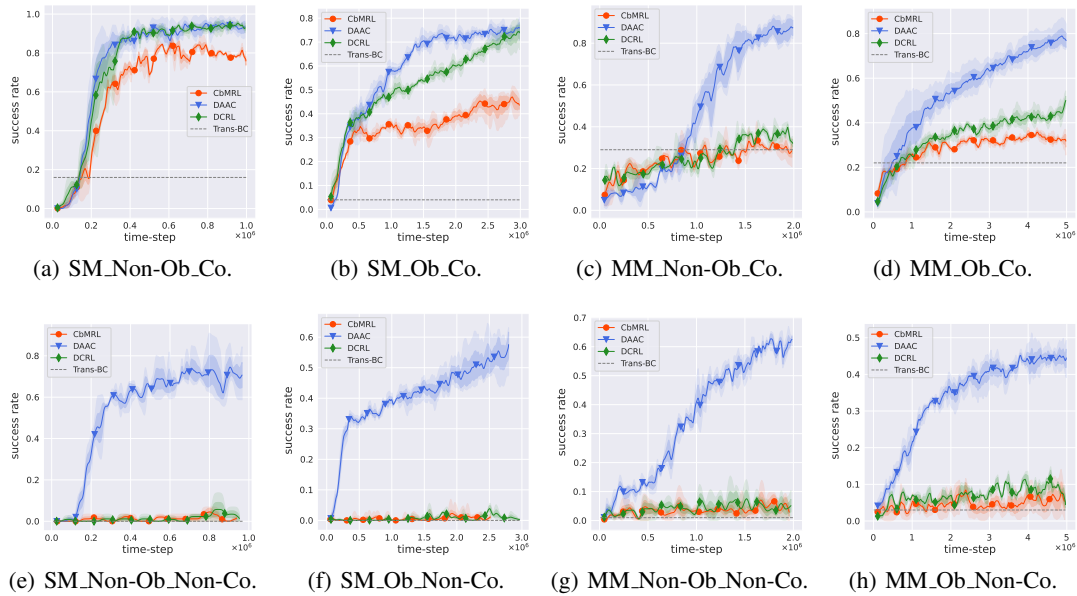 success rate
1.0
0.8
0.6
0.4
0.2
0.0
CbMRL
DAAC
DCRL
Trans-BC
0.0 0.2 0.4 0.6 0.8 1.0
time-step ×10⁶
(a) SM_Non-Ob_Co.
success rate
0.8
0.7
0.6
0.5
0.4
0.3
0.2
0.1
0.0
CbMRL
DAAC
DCRL
Trans-BC
0.0 0.5 1.0 1.5 2.0 2.5 3.0
time-step ×10⁶
(b) SM_Ob_Co.
success rate
0.8
0.6
0.4
0.2
0.0
CbMRL
DAAC
DCRL
Trans-BC
0.0 0.5 1.0 1.5 2.0
time-step ×10⁶
(c) MM_Non-Ob_Co.
success rate
0.8
0.6
0.4
0.2
0.0
CbMRL
DAAC
DCRL
Trans-BC
0 1 2 3 4 5
time-step ×10⁶
(d) MM_Ob_Co.
success rate
0.8
0.6
0.4
0.2
0.0
CbMRL
DAAC
DCRL
Trans-BC
0.0 0.2 0.4 0.6 0.8 1.0
time-step ×10⁶
(e) SM_Non-Ob_Non-Co.
success rate
0.6
0.5
0.4
0.3
0.2
0.1
0.0
CbMRL
DAAC
DCRL
Trans-BC
0.0 0.5 1.0 1.5 2.0 2.5 3.0
time-step ×10⁶
(f) SM_Ob_Non-Co.
success rate
0.7
0.6
0.5
0.4
0.3
0.2
0.1
0.0
CbMRL
DAAC
DCRL
Trans-BC
0.0 0.5 1.0 1.5 2.0
time-step ×10⁶
(g) MM_Non-Ob_Non-Co.
success rate
0.5
0.4
0.3
0.2
0.1
0.0
CbMRL
DAAC
DCRL
Trans-BC
0 1 2 3 4 5
time-step ×10⁶
(h) MM_Ob_Non-Co.